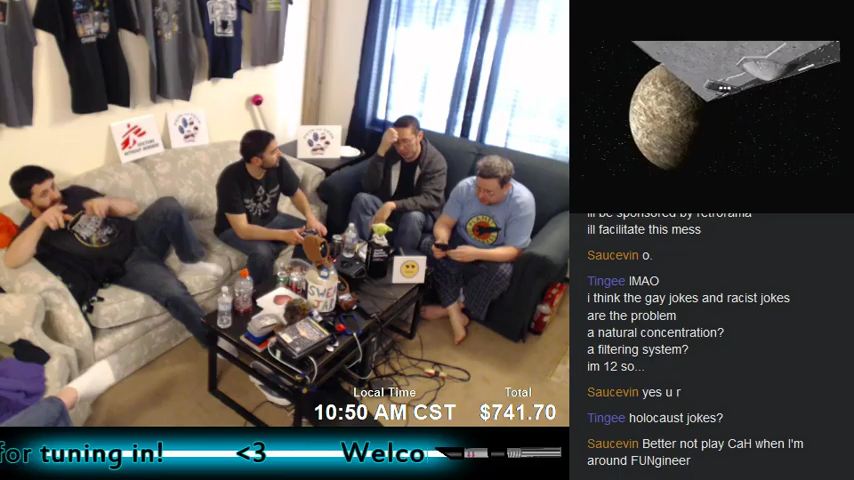 ill be sponsored by retrorama
ill facilitate this mess
Saucevin o.
Tingee lMAO
i think the gay jokes and racist jokes
are the problem
a natural concentration?
a filtering system?
im 12 so...
Saucevin yes u r
Tingee holocaust jokes?
Saucevin Better not play CaH when I'm
around FUNgineer
SWEAR
Local Time
10:50 AM CST
Total
$741.70
for tuning in!
<3
Welco